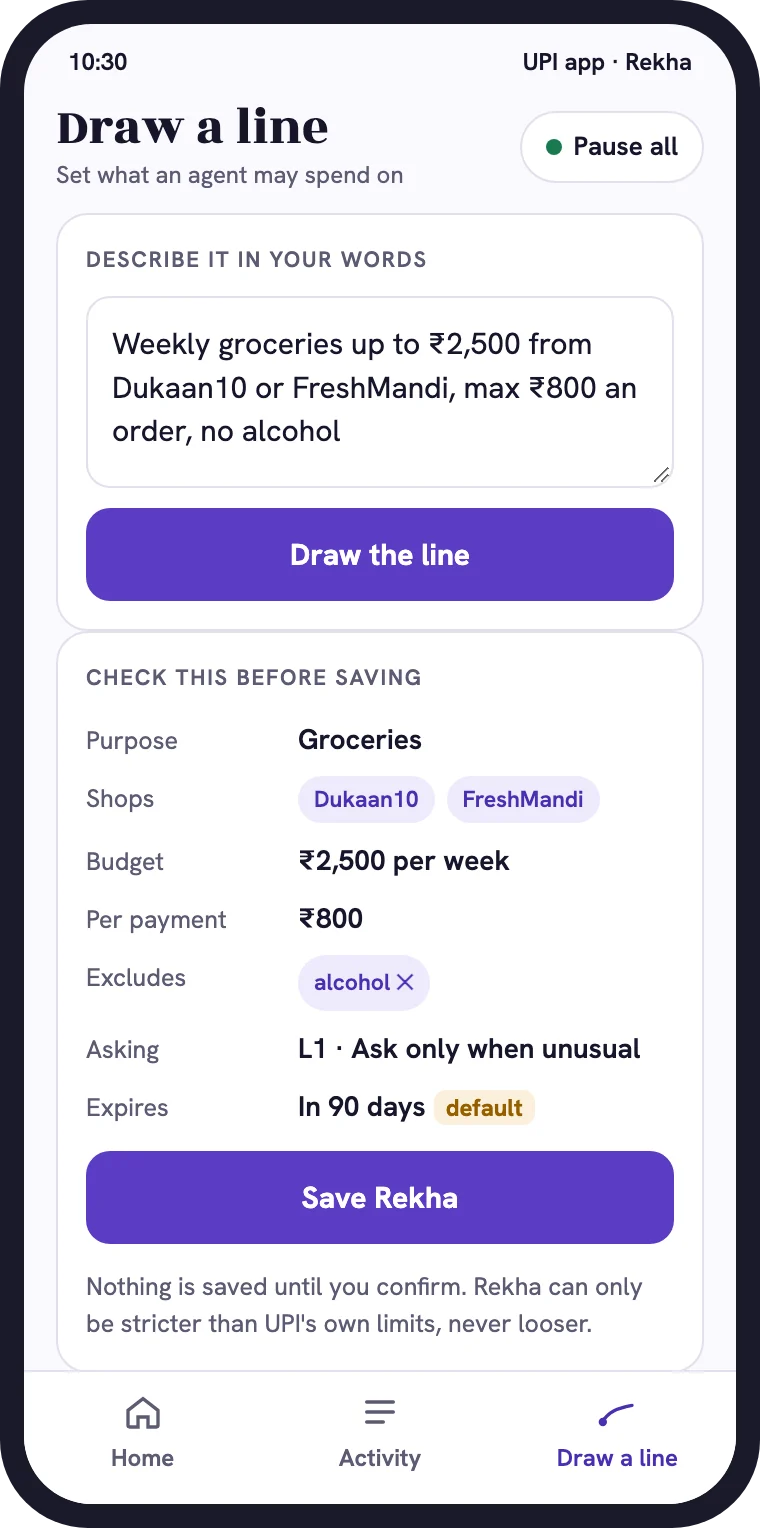 10:30
UPI app · Rekha
Draw a line
Set what an agent may spend on
Pause all
DESCRIBE IT IN YOUR WORDS
Weekly groceries up to ₹2,500 from
Dukaan10 or FreshMandi, max ₹800 an
order, no alcohol
Draw the line
CHECK THIS BEFORE SAVING
Purpose Groceries
Shops Dukaan10 FreshMandi
Budget ₹2,500 per week
Per payment ₹800
Excludes alcohol ×
Asking L1 · Ask only when unusual
Expires In 90 days default
Save Rekha
Nothing is saved until you confirm. Rekha can only
be stricter than UPI's own limits, never looser.
Home Activity Draw a line